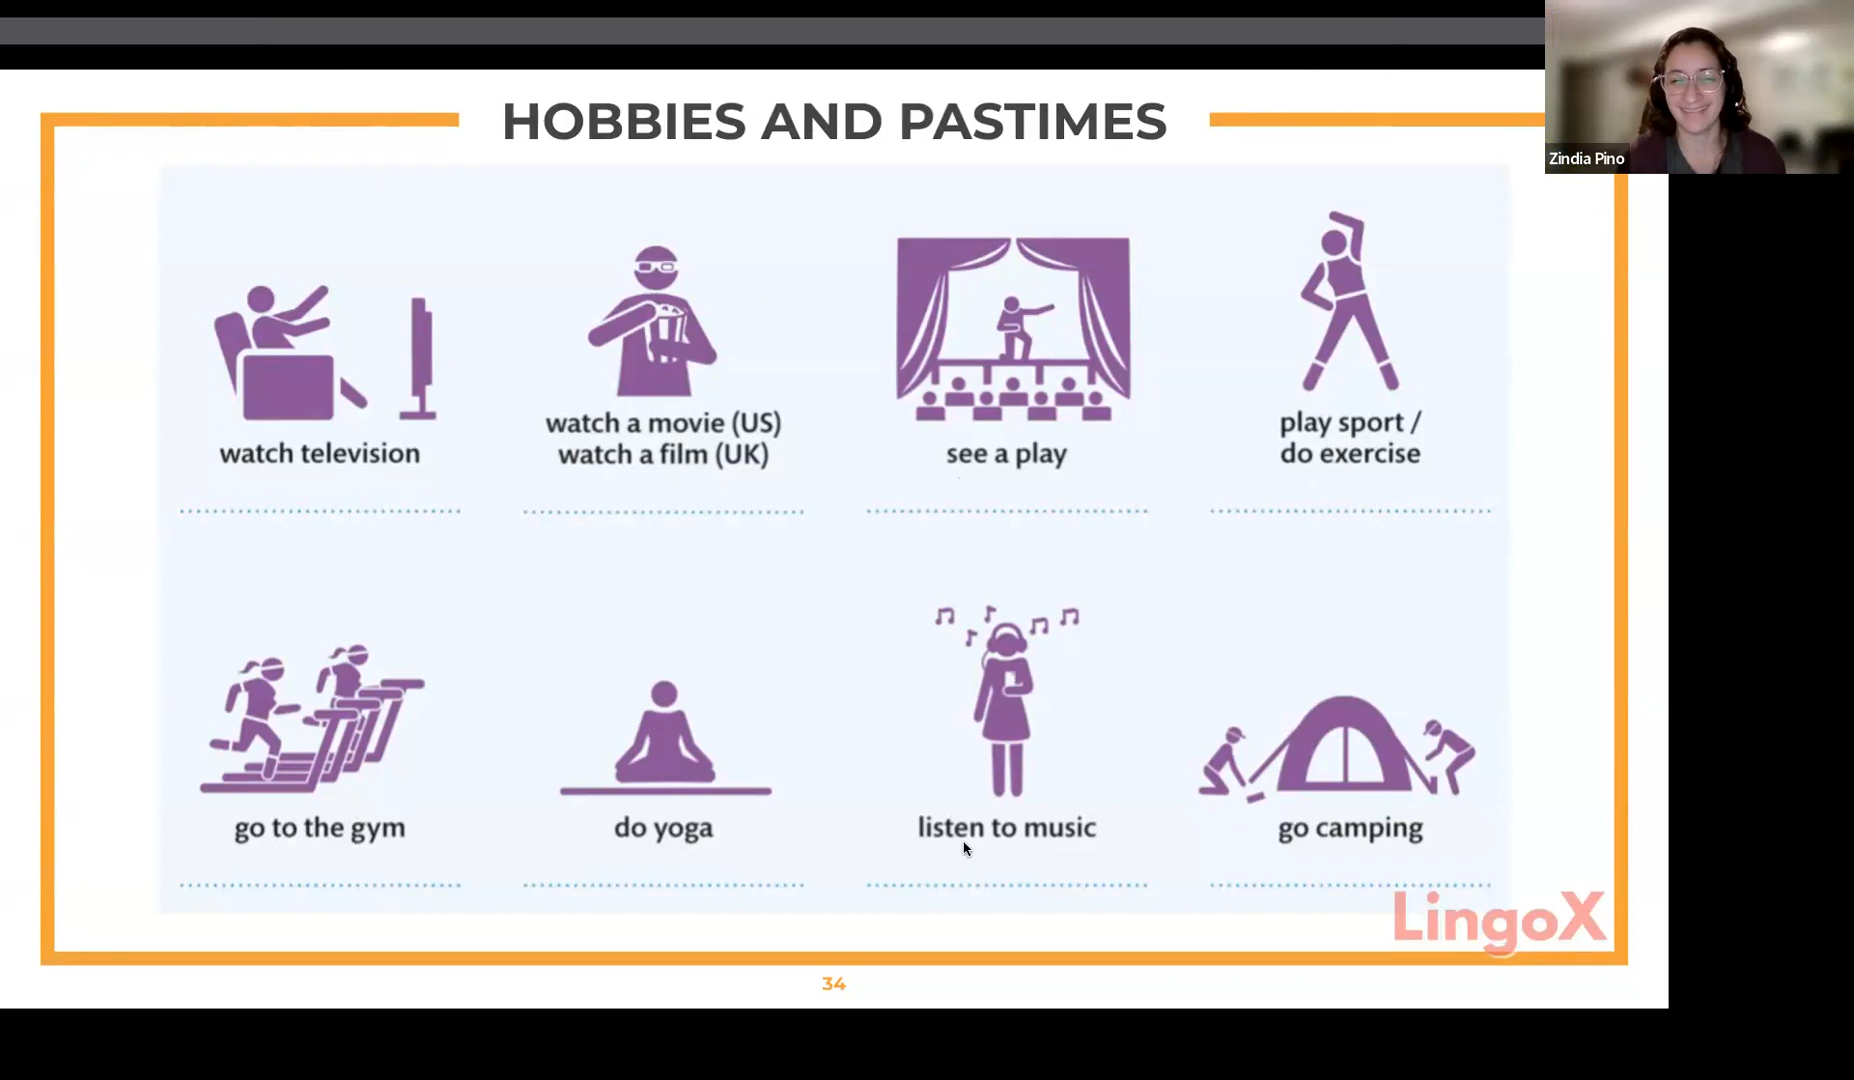 HOBBIES AND PASTIMES
Zindia Pino
watch television
watch a movie (US)
watch a film (UK)
see a play
play sport /
do exercise
go to the gym
do yoga
listen to music
go camping
LingoX
34